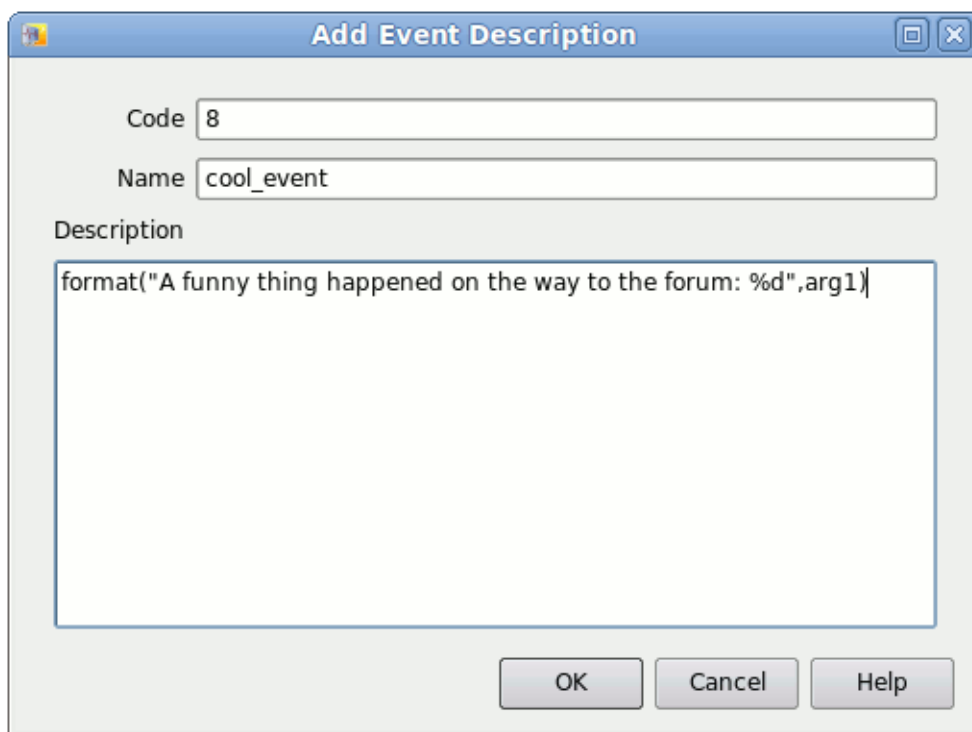 Add Event Description
Code 8
Name cool_event
Description
format("A funny thing happened on the way to the forum: %d",arg1)
OK Cancel Help